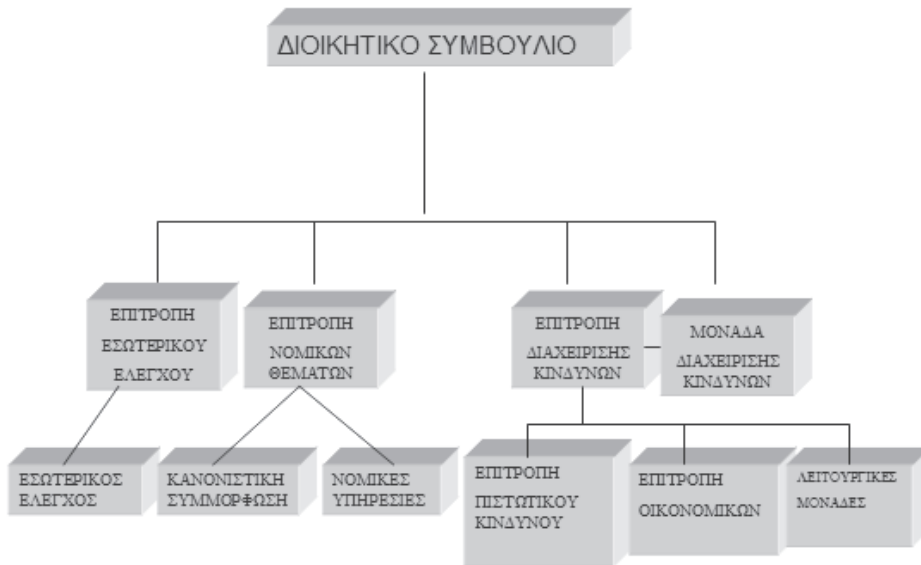 ΔΙΟΙΚΗΤΙΚΟ ΣΥΜΒΟΥΛΙΟ
ΕΠΙΤΡΟΠΗ
ΕΣΩΤΕΡΙΚΟΥ
ΕΛΕΓΧΟΥ
ΕΠΙΤΡΟΠΗ
ΝΟΜΙΚΩΝ
ΘΕΜΑΤΩΝ
ΕΠΙΤΡΟΠΗ
ΔΙΑΧΕΙΡΙΣΗΣ
ΚΙΝΔΥΝΩΝ
ΜΟΝΑΔΑ
ΔΙΑΧΕΙΡΙΣΗΣ
ΚΙΝΔΥΝΩΝ
ΕΣΩΤΕΡΙΚΟΣ
ΕΛΕΓΧΟΣ
ΚΑΝΟΝΙΣΤΙΚΗ
ΣΥΜΜΟΡΦΩΣΗ
ΝΟΜΙΚΕΣ
ΥΠΗΡΕΣΙΕΣ
ΕΠΙΤΡΟΠΗ
ΠΙΣΤΩΤΙΚΟΥ
ΚΙΝΔΥΝΟΥ
ΕΠΙΤΡΟΠΗ
ΟΙΚΟΝΟΜΙΚΩΝ
ΛΕΙΤΟΥΡΓΙΚΕΣ
ΜΟΝΑΔΕΣ